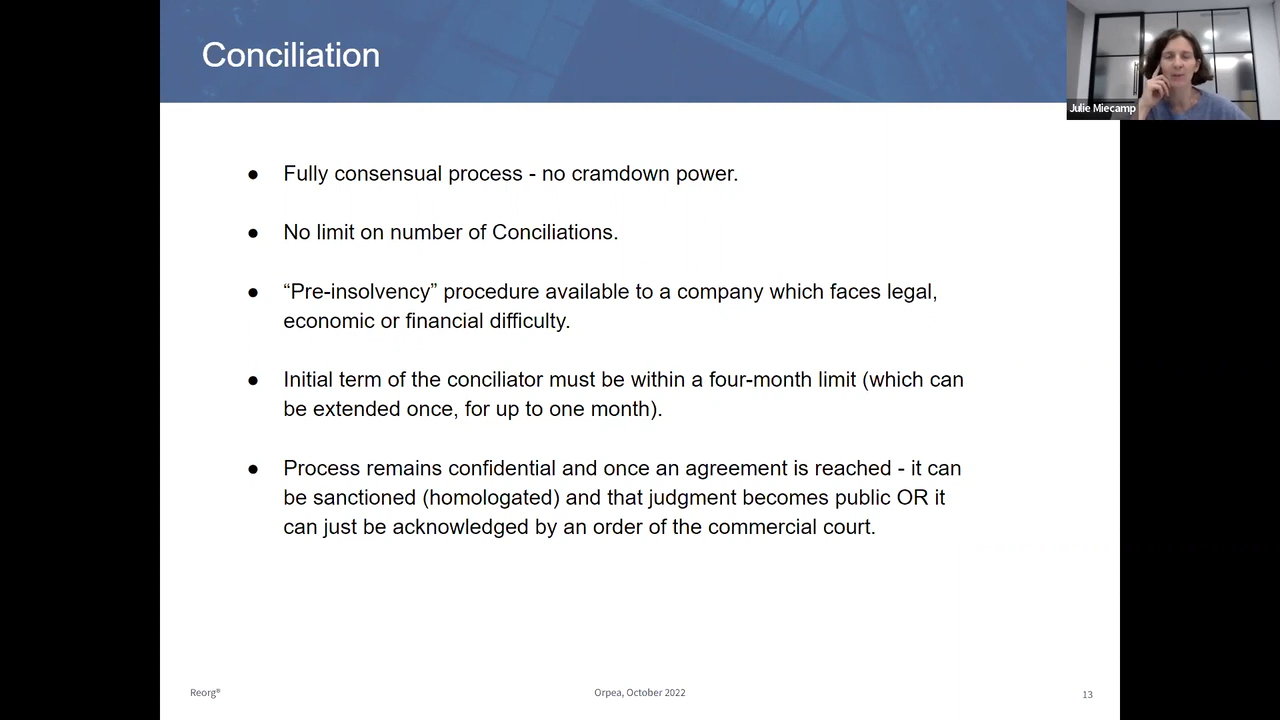 Conciliation
Julie Miecamp
● Fully consensual process - no cramdown power.
● No limit on number of Conciliations.
● “Pre-insolvency” procedure available to a company which faces legal,
economic or financial difficulty.
● Initial term of the conciliator must be within a four-month limit (which can
be extended once, for up to one month).
● Process remains confidential and once an agreement is reached - it can
be sanctioned (homologated) and that judgment becomes public OR it
can just be acknowledged by an order of the commercial court.
Reorg®
Orpea, October 2022
13